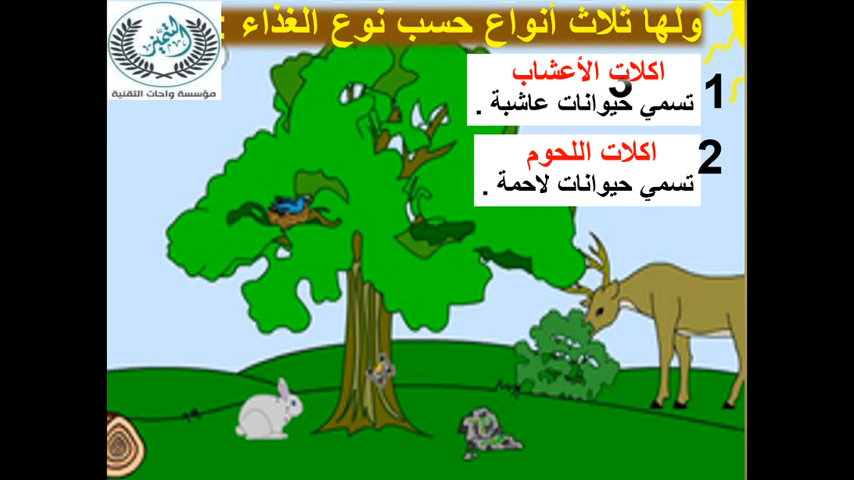 ولها ثلاث أنواع حسب نوع الغذاء :
التميز
مؤسسة واحات التقنية
1
اكلات الأعشاب
3
تسمي حيوانات عاشبة .
2
اكلات اللحوم
تسمي حيوانات لاحمة .